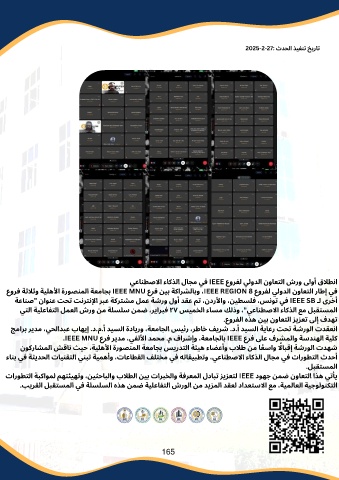 تاريخ تنفيذ الحدث :27-2-2025
انطلاق أولى ورش التعاون الدولي لفروع IEEE في مجال الذكاء الاصطناعي
في إطار التعاون الدولي لفروع IEEE REGION 8، وبالشراكة بين فرع IEEE MNU بجامعة المنصورة الأهلية وثلاثة فروع
أخرى لـ IEEE SB في تونس، فلسطين، والأردن، تم عقد أول ورشة عمل مشتركة عبر الإنترنت تحت عنوان "صناعة
المستقبل مع الذكاء الاصطناعي"، وذلك مساء الخميس ٢٧ فبراير، ضمن سلسلة من ورش العمل التفاعلية التي
تهدف إلى تعزيز التعاون بين هذه الفروع.
انعقدت الورشة تحت رعاية السيد أ.د. شريف خاطر، رئيس الجامعة، وريادة السيد أ.م.د. إيهاب عبدالحي، مدير برامج
كلية الهندسة والمشرف على فرع IEEE بالجامعة، وإشراف م. محمد الألفي، مدير فرع IEEE MNU.
شهدت الورشة إقبالًا واسعًا من طلاب وأعضاء هيئة التدريس بجامعة المنصورة الأهلية، حيث ناقش المشاركون
أحدث التطورات في مجال الذكاء الاصطناعي، وتطبيقاته في مختلف القطاعات، وأهمية تبني التقنيات الحديثة في بناء
المستقبل.
يأتي هذا التعاون ضمن جهود IEEE لتعزيز تبادل المعرفة والخبرات بين الطلاب والباحثين، وتهيئتهم لمواكبة التطورات
التكنولوجية العالمية، مع الاستعداد لعقد المزيد من الورش التفاعلية ضمن هذه السلسلة في المستقبل القريب.
165